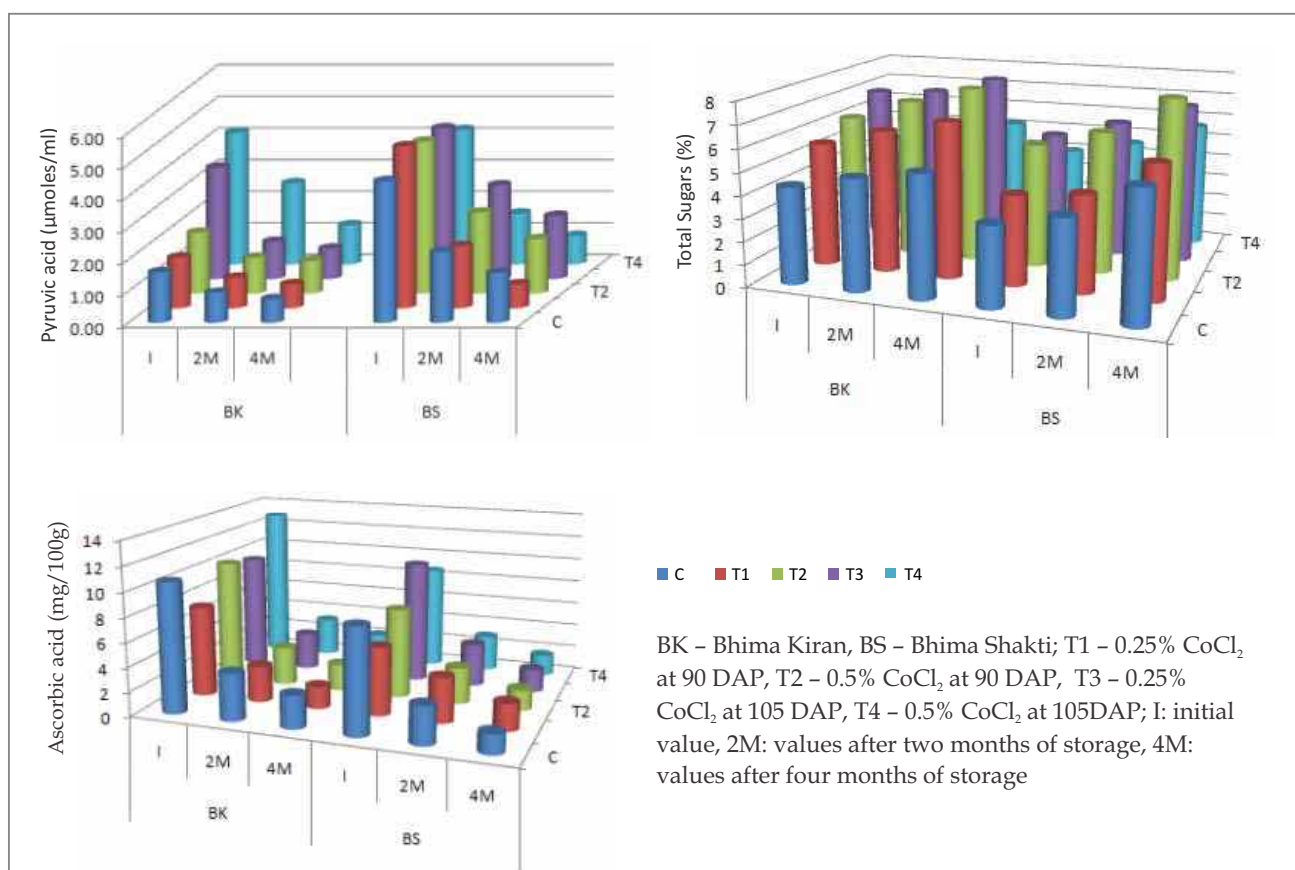 Pyruvic acid (µmoles/ml)
6.00
5.00
4.00
3.00
2.00
1.00
0.00
I 2M 4M I 2M 4M
BK BS
C
T2
T4
Total Sugars (%)
8
7
6
5
4
3
2
1
0
I 2M 4M I 2M 4M
BK BS
C
T2
T4
Ascorbic acid (mg/100g)
14
12
10
8
6
4
2
0
I 2M 4M I 2M 4M
BK BS
C
T2
T4
C T1 T2 T3 T4
BK – Bhima Kiran, BS – Bhima Shakti; T1 – 0.25% CoCl₂
at 90 DAP, T2 – 0.5% CoCl₂ at 90 DAP, T3 – 0.25%
CoCl₂ at 105 DAP, T4 – 0.5% CoCl₂ at 105DAP; I: initial
value, 2M: values after two months of storage, 4M:
values after four months of storage